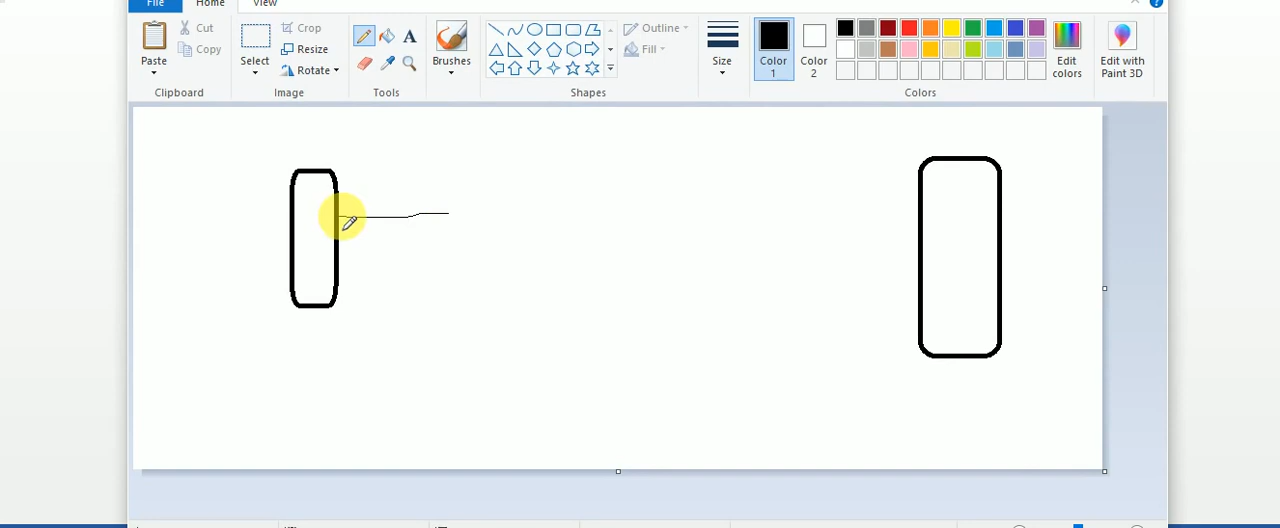 File Home View
Paste
Cut
Copy
Clipboard
Select
Crop
Resize
Rotate
Image
Tools
Brushes
Shapes
Outline
Fill
Size
Color
1
Color
2
Edit
colors
Colors
Edit with
Paint 3D